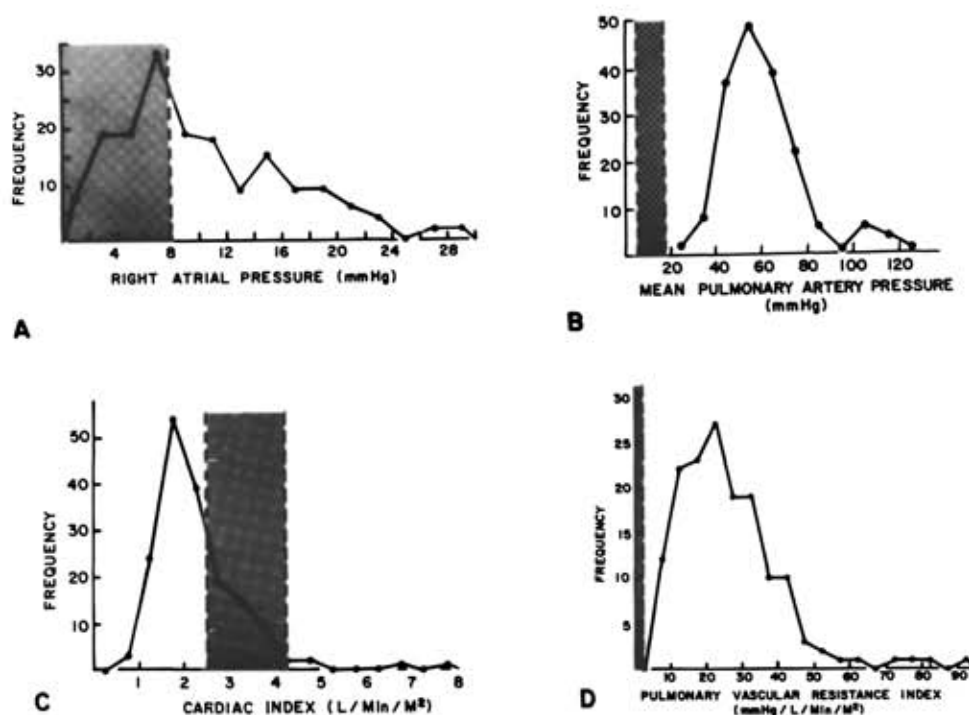 FREQUENCY
30
20
10
4 8 12 16 20 24 28
RIGHT ATRIAL PRESSURE (mmHg)
A
FREQUENCY
50
40
30
20
10
20 40 60 80 100 120
MEAN PULMONARY ARTERY PRESSURE
(mmHg)
B
FREQUENCY
50
40
30
20
10
1 2 3 4 5 6 7 8
CARDIAC INDEX (L/Min/M²)
C
FREQUENCY
30
25
20
15
10
5
10 20 30 40 50 60 70 80 90
PULMONARY VASCULAR RESISTANCE INDEX
(mmHg/L/Min/M²)
D